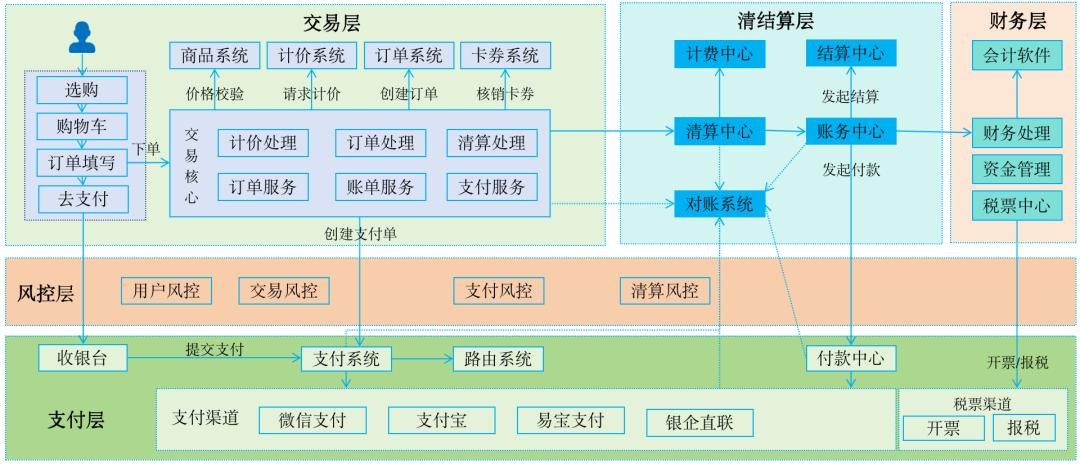 交易层
清结算层
财务层
商品系统
计价系统
订单系统
卡券系统
计费中心
结算中心
会计软件
选购
价格校验
请求计价
创建订单
核销卡券
发起结算
购物车
下单
交易核心
计价处理
订单处理
清算处理
清算中心
账务中心
财务处理
订单填写
发起付款
资金管理
去支付
订单服务
账单服务
支付服务
对账系统
税票中心
创建支付单
风控层
用户风控
交易风控
支付风控
清算风控
收银台
提交支付
支付系统
路由系统
付款中心
开票/报税
支付层
支付渠道
微信支付
支付宝
易宝支付
银企直联
税票渠道
开票
报税